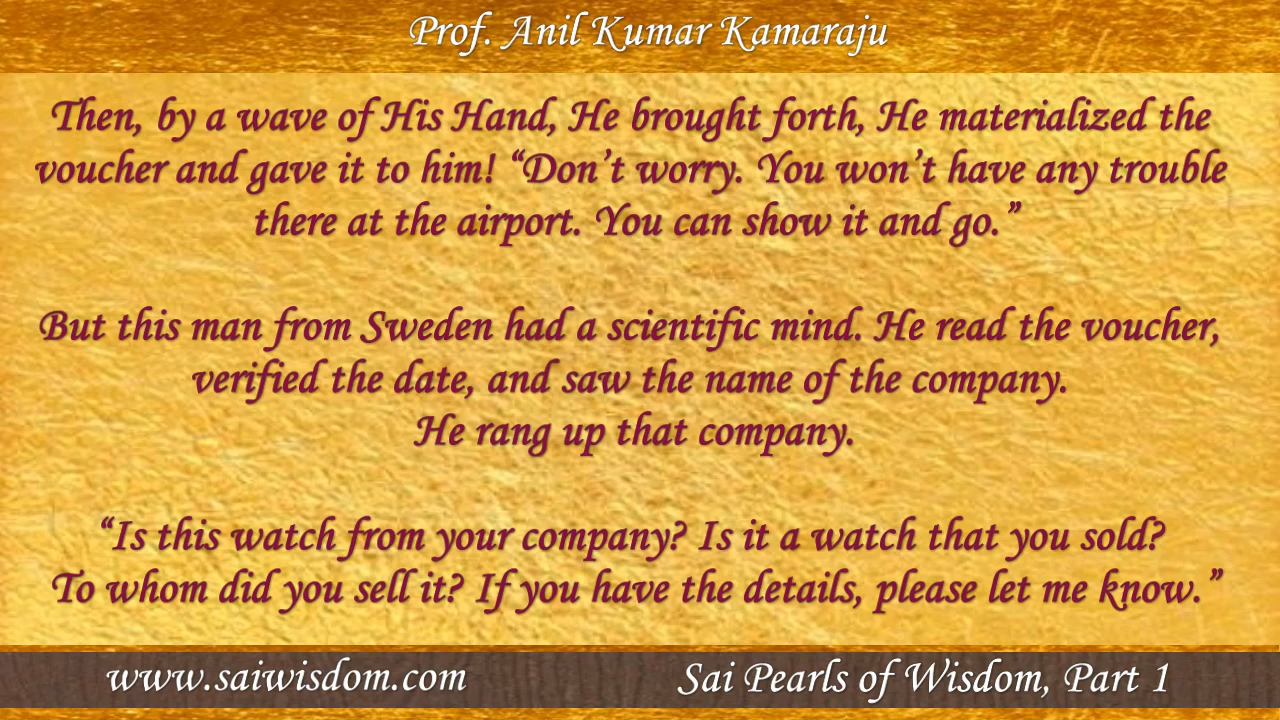 Prof. Anil Kumar Kamaraju
Then, by a wave of His Hand, He brought forth, He materialized the
voucher and gave it to him! “Don’t worry. You won’t have any trouble
there at the airport. You can show it and go.”
But this man from Sweden had a scientific mind. He read the voucher,
verified the date, and saw the name of the company.
He rang up that company.
“Is this watch from your company? Is it a watch that you sold?
To whom did you sell it? If you have the details, please let me know.”
www.saiwisdom.com
Sai Pearls of Wisdom, Part 1